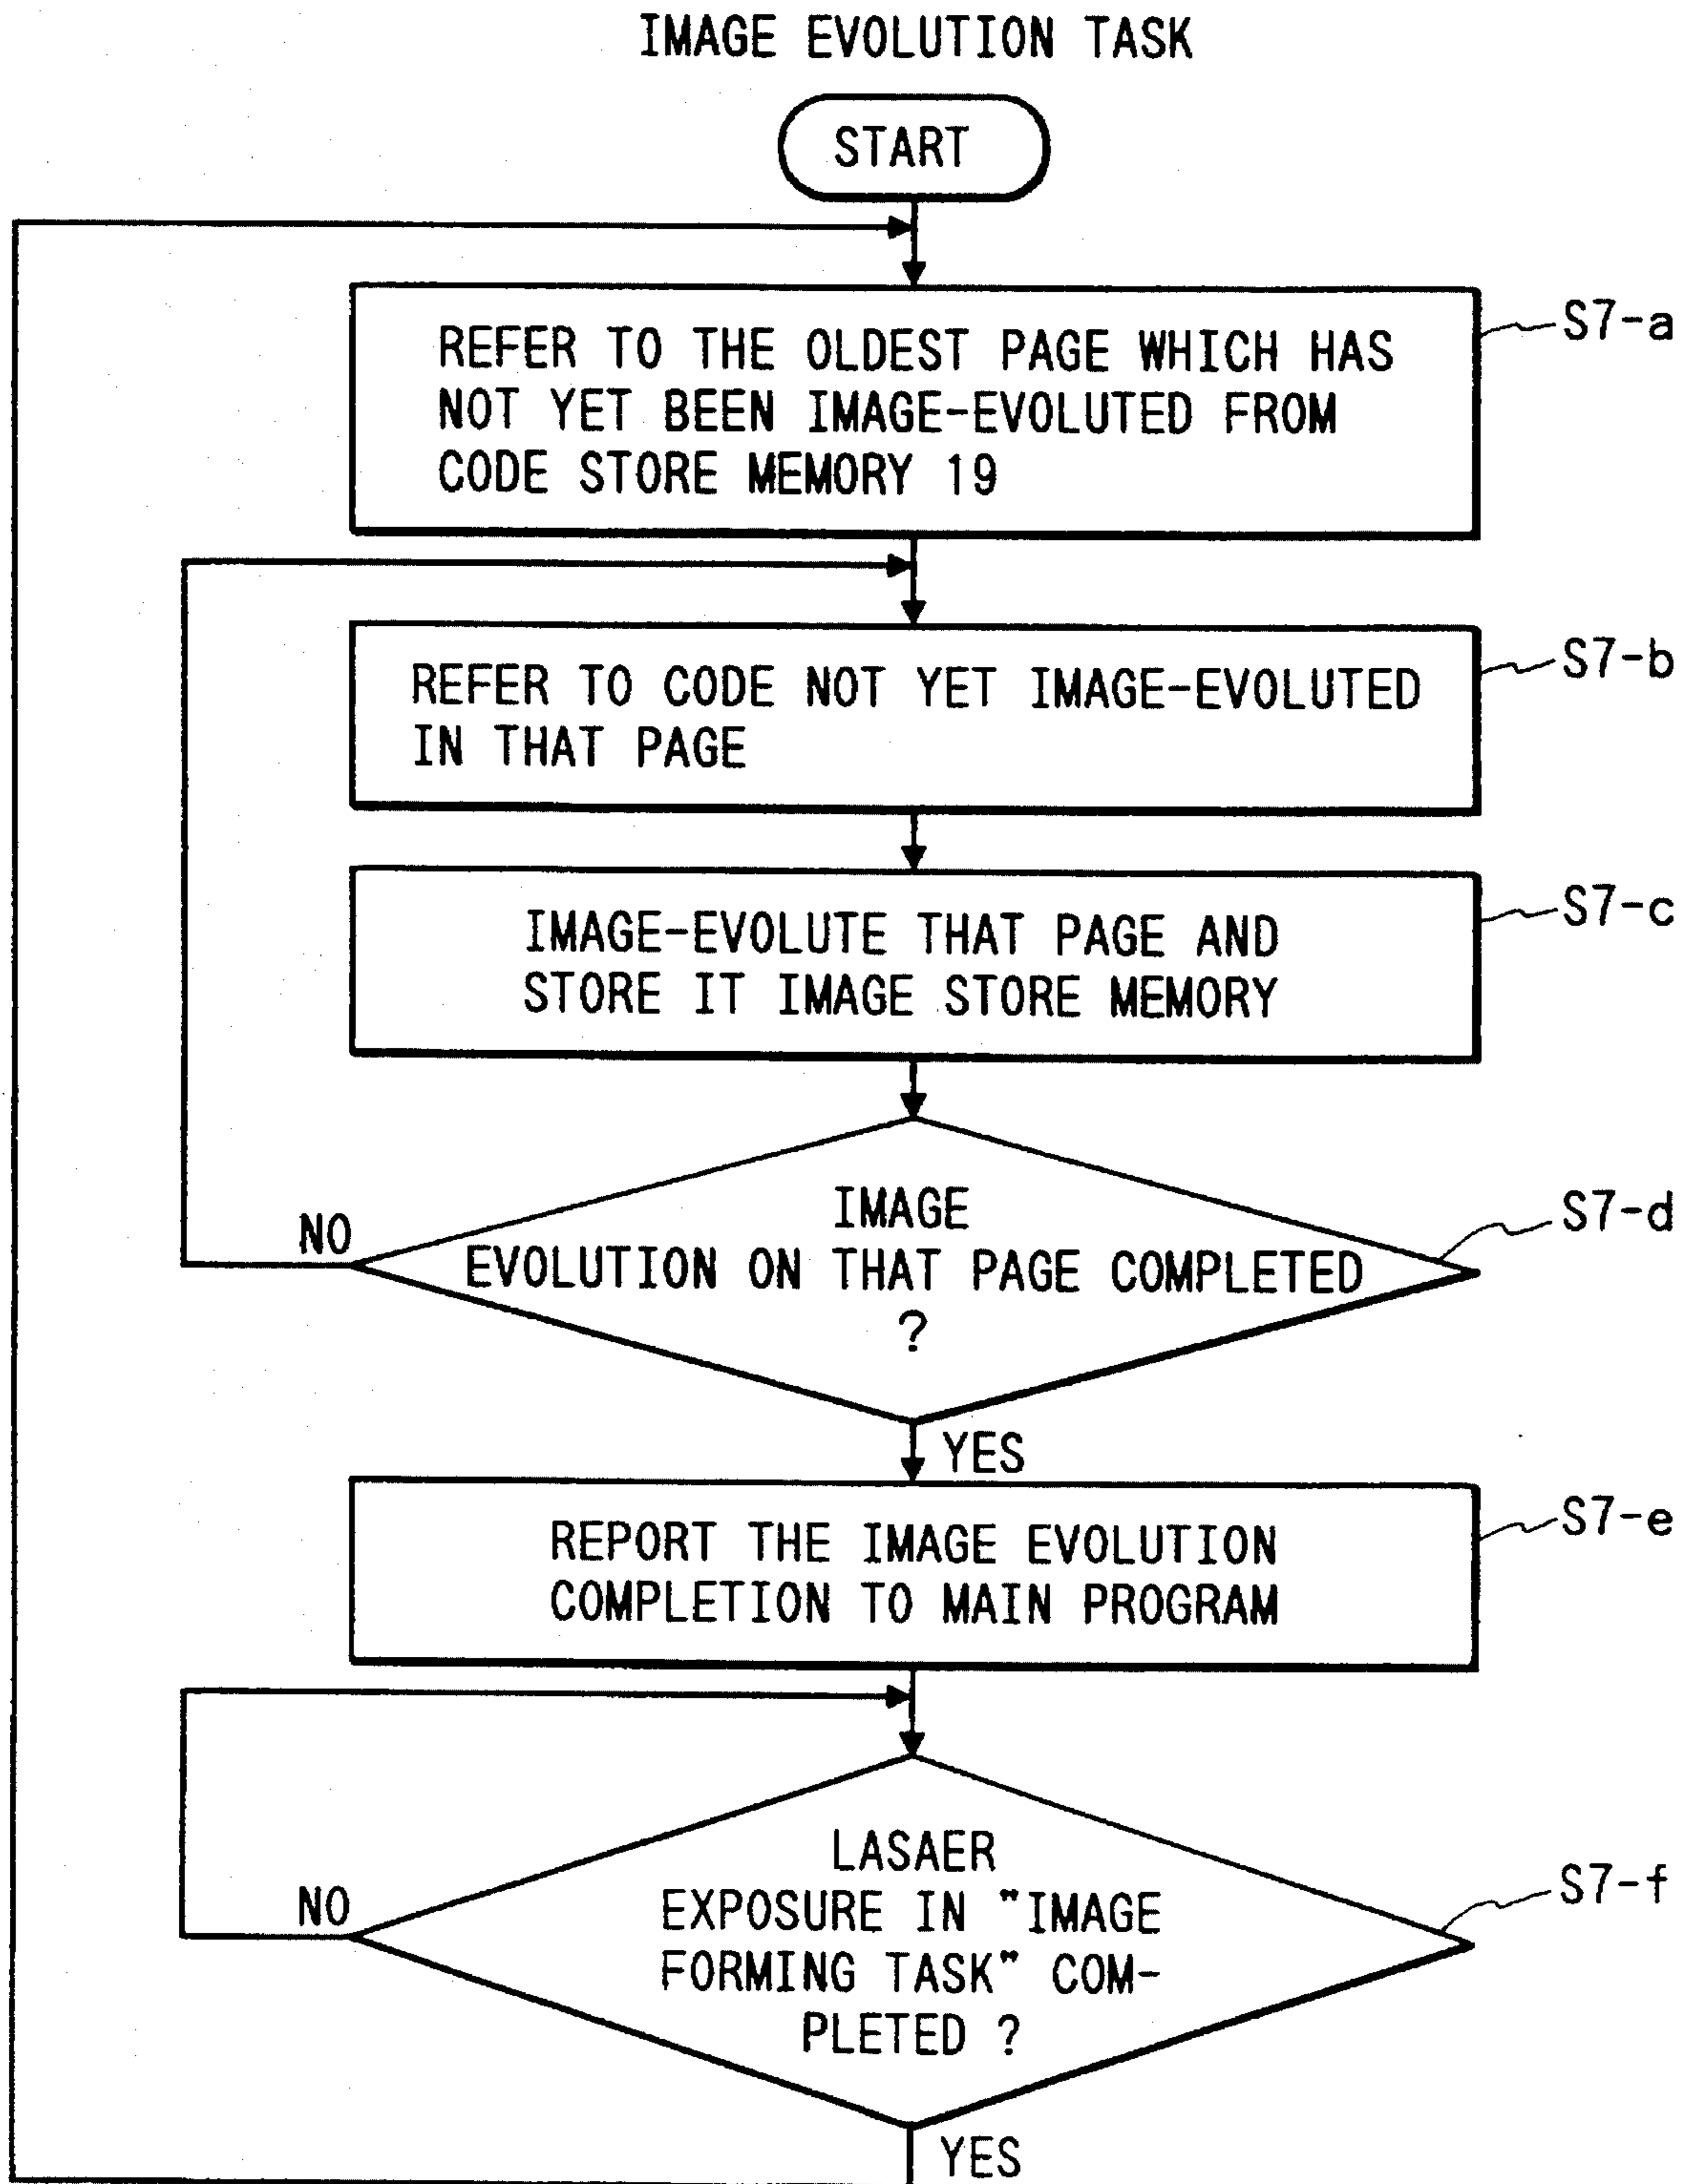 IMAGE EVOLUTION TASK
START
REFER TO THE OLDEST PAGE WHICH HAS
NOT YET BEEN IMAGE-EVOLUTED FROM
CODE STORE MEMORY 19
S7-a
REFER TO CODE NOT YET IMAGE-EVOLUTED
IN THAT PAGE
S7-b
IMAGE-EVOLUTE THAT PAGE AND
STORE IT IMAGE STORE MEMORY
S7-c
IMAGE
EVOLUTION ON THAT PAGE COMPLETED
?
S7-d
NO
YES
REPORT THE IMAGE EVOLUTION
COMPLETION TO MAIN PROGRAM
S7-e
LASAER
EXPOSURE IN "IMAGE
FORMING TASK" COM-
PLETED ?
S7-f
NO
YES